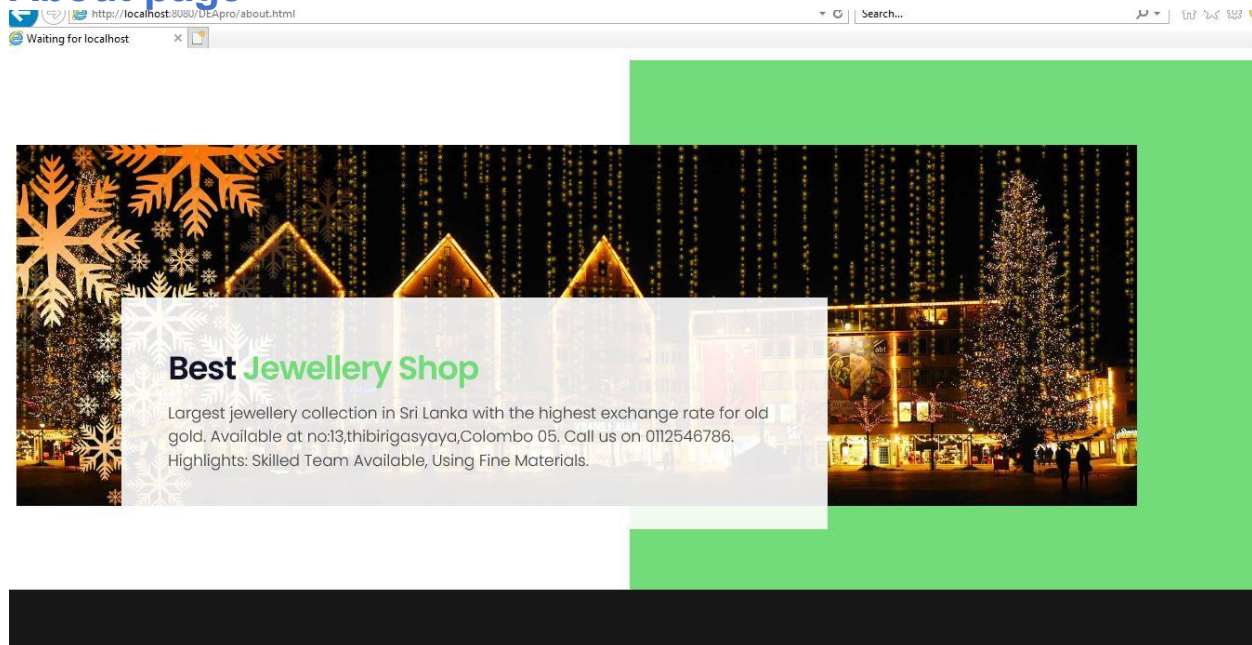 About page
http://localhost:8080/DEApro/about.html
Search...
Waiting for localhost
Best Jewellery Shop
Largest jewellery collection in Sri Lanka with the highest exchange rate for old
gold. Available at no:13,thibirigasyaya,Colombo 05. Call us on 0112546786.
Highlights: Skilled Team Available, Using Fine Materials.